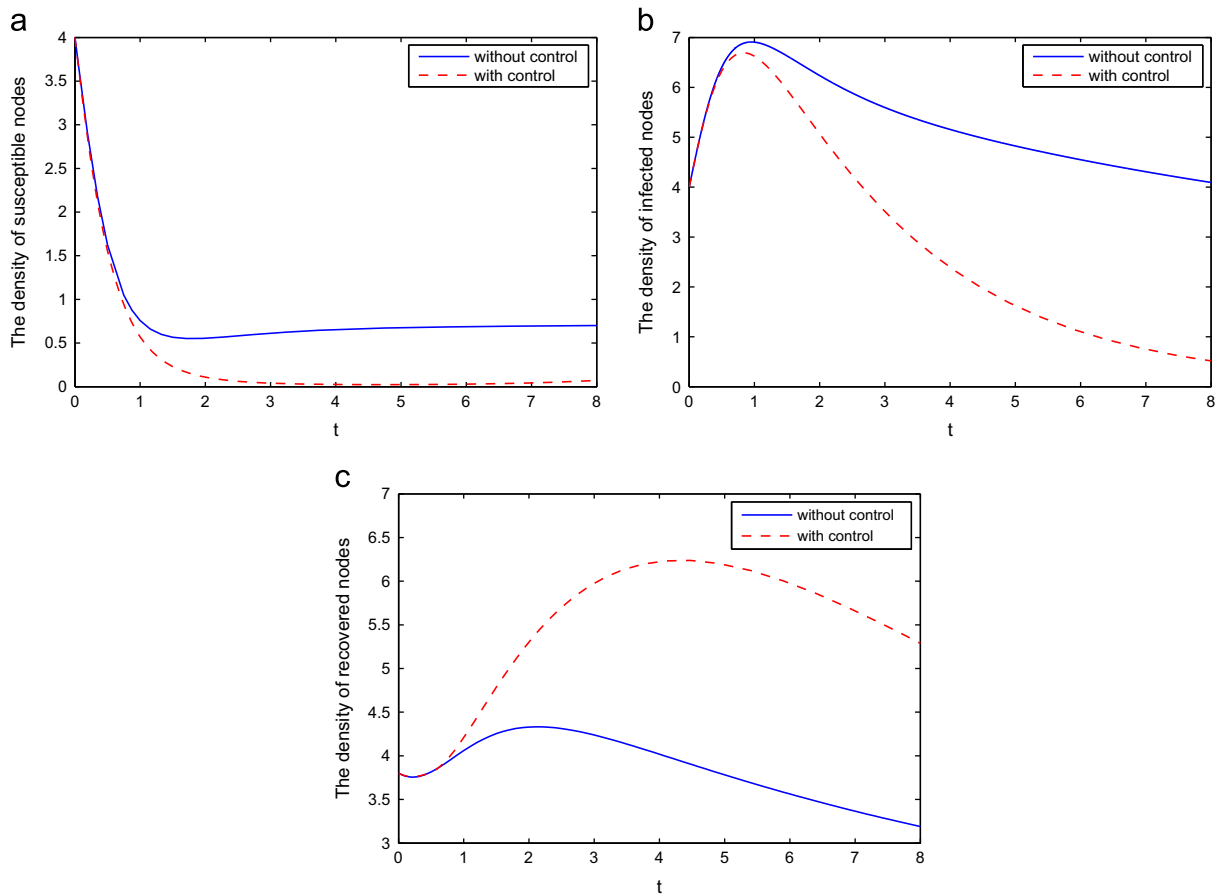 a
The density of susceptible nodes
4
3.5
3
2.5
2
1.5
1
0.5
0
0 1 2 3 4 5 6 7 8
t
without control
with control
b
The density of infected nodes
7
6
5
4
3
2
1
0
0 1 2 3 4 5 6 7 8
t
without control
with control
c
The density of recovered nodes
7
6.5
6
5.5
5
4.5
4
3.5
3
0 1 2 3 4 5 6 7 8
t
without control
with control